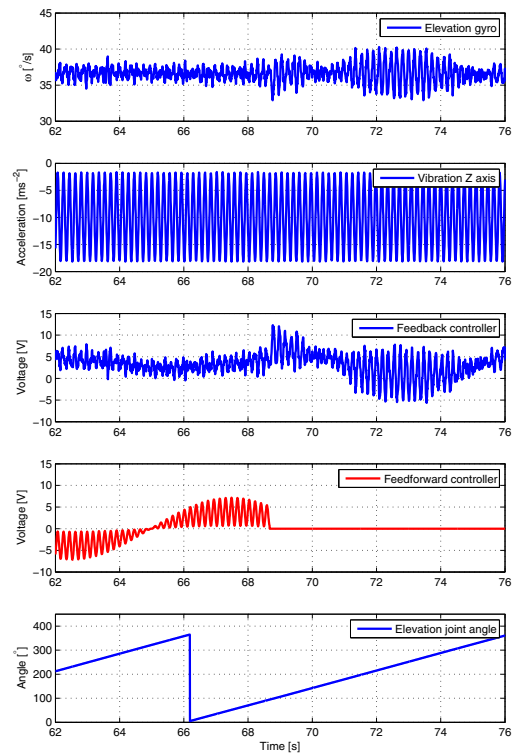 45
40
35
30
ω [°/s]
Elevation gyro
62 64 66 68 70 72 74 76
0
−5
−10
−15
−20
Acceleration [ms−2]
Vibration Z axis
62 64 66 68 70 72 74 76
15
10
5
0
−5
−10
Voltage [V]
Feedback controller
62 64 66 68 70 72 74 76
15
10
5
0
−5
−10
Voltage [V]
Feedforward controller
62 64 66 68 70 72 74 76
400
300
200
100
0
Angle [°]
Elevation joint angle
62 64 66 68 70 72 74 76
Time [s]